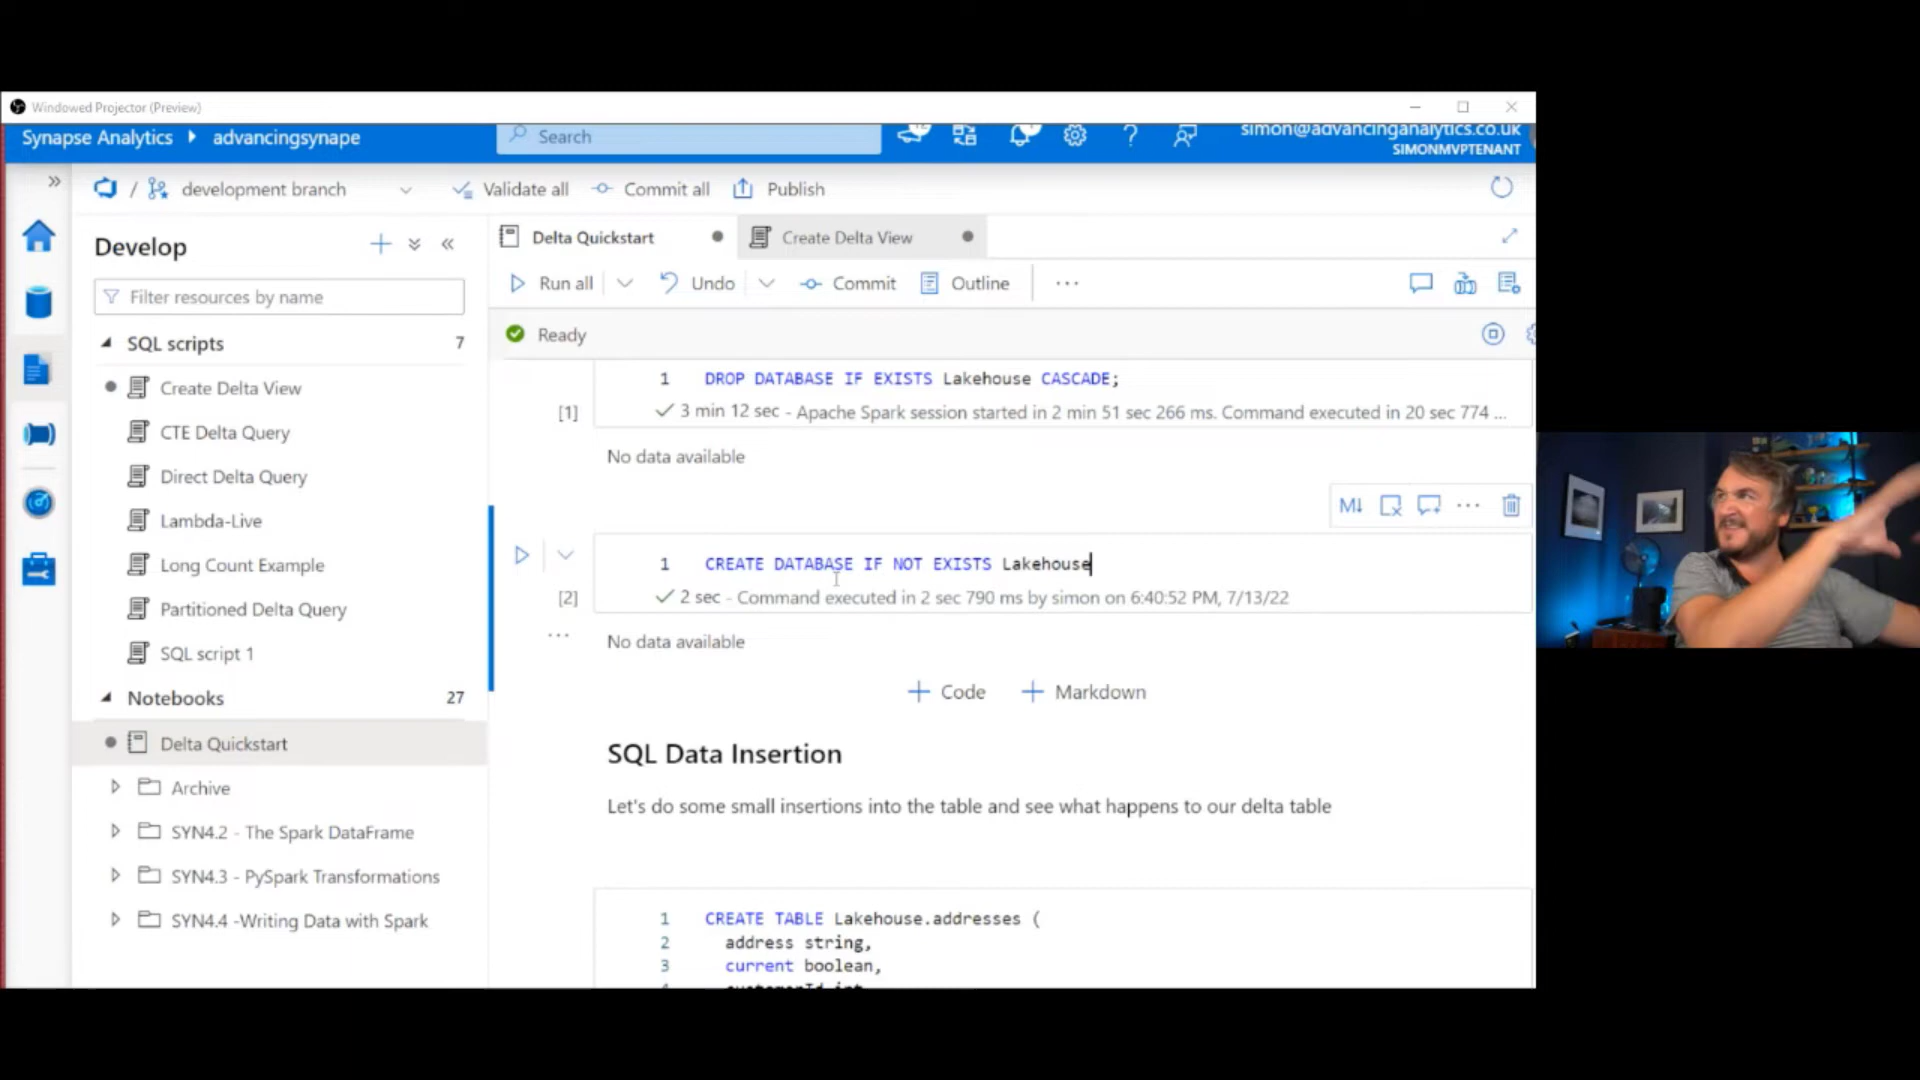 Windowed Projector (Preview)
Synapse Analytics advancingsynape
Search
simon@advancinganalytics.co.uk
SIMONMVPTENANT
/ development branch
Validate all
Commit all
Publish
Develop
Filter resources by name
SQL scripts 7
Create Delta View
CTE Delta Query
Direct Delta Query
Lambda-Live
Long Count Example
Partitioned Delta Query
SQL script 1
Notebooks 27
Delta Quickstart
Archive
SYN4.2 - The Spark DataFrame
SYN4.3 - PySpark Transformations
SYN4.4 -Writing Data with Spark
Delta Quickstart
Create Delta View
Run all
Undo
Commit
Outline
...
Ready
1 DROP DATABASE IF EXISTS Lakehouse CASCADE;
[1] 3 min 12 sec - Apache Spark session started in 2 min 51 sec 266 ms. Command executed in 20 sec 774 ...
No data available
M↓
...
1 CREATE DATABASE IF NOT EXISTS Lakehouse
[2] 2 sec - Command executed in 2 sec 790 ms by simon on 6:40:52 PM, 7/13/22
...
No data available
+ Code + Markdown
SQL Data Insertion
Let's do some small insertions into the table and see what happens to our delta table
1 CREATE TABLE Lakehouse.addresses (
2 address string,
3 current boolean,